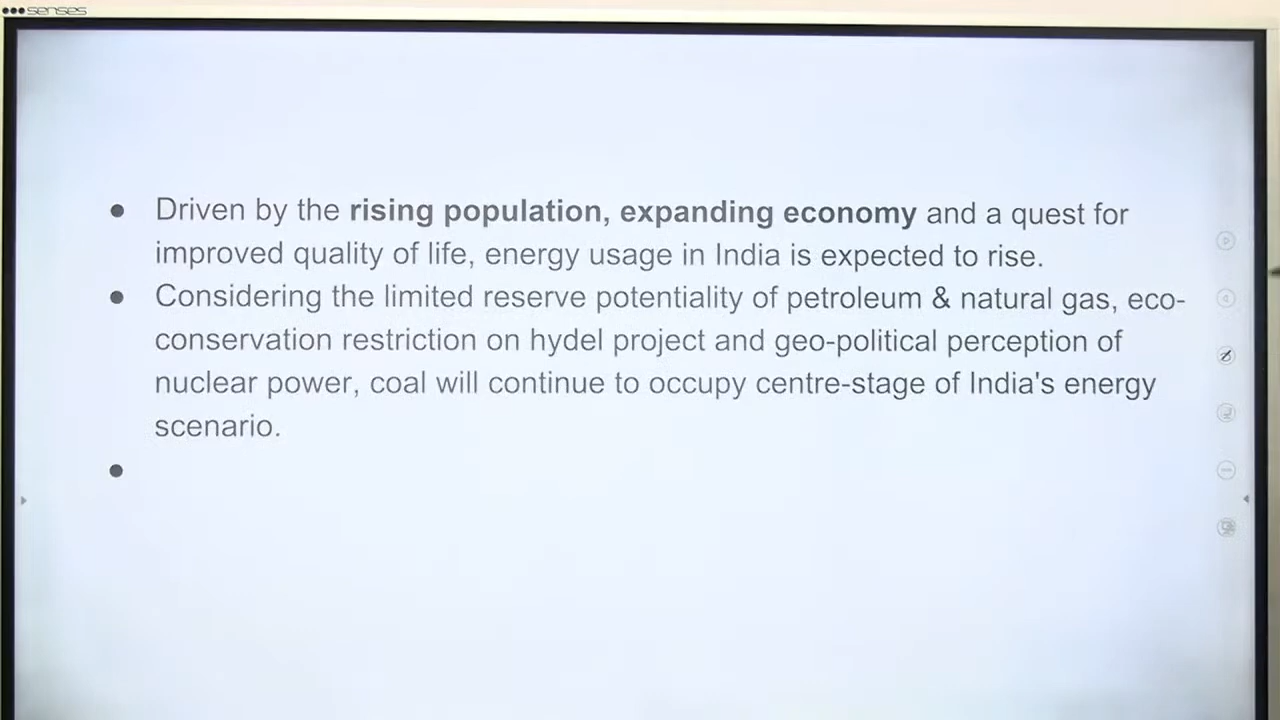 senses
● Driven by the rising population, expanding economy and a quest for
improved quality of life, energy usage in India is expected to rise.
● Considering the limited reserve potentiality of petroleum & natural gas, eco-
conservation restriction on hydel project and geo-political perception of
nuclear power, coal will continue to occupy centre-stage of India's energy
scenario.
●